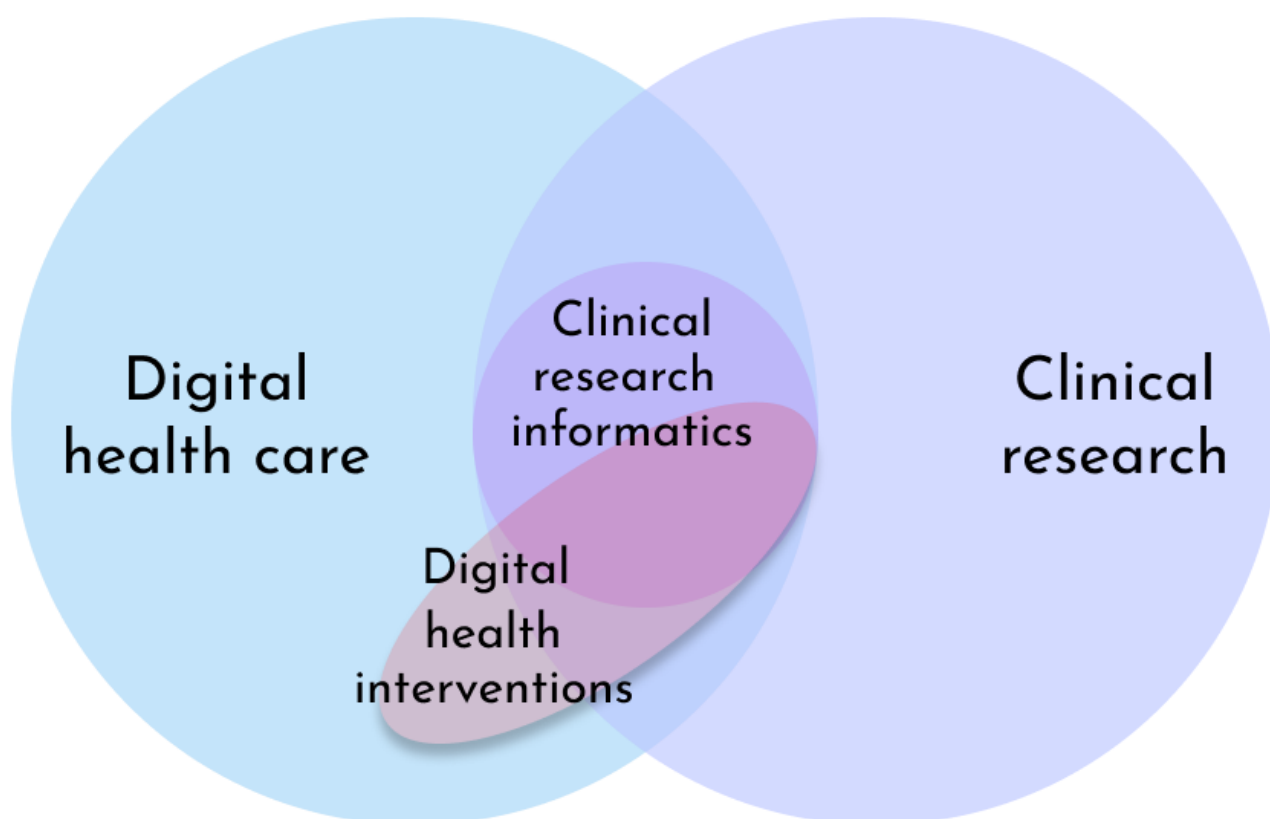 Digital
health care
Clinical
research
informatics
Digital
health
interventions
Clinical
research